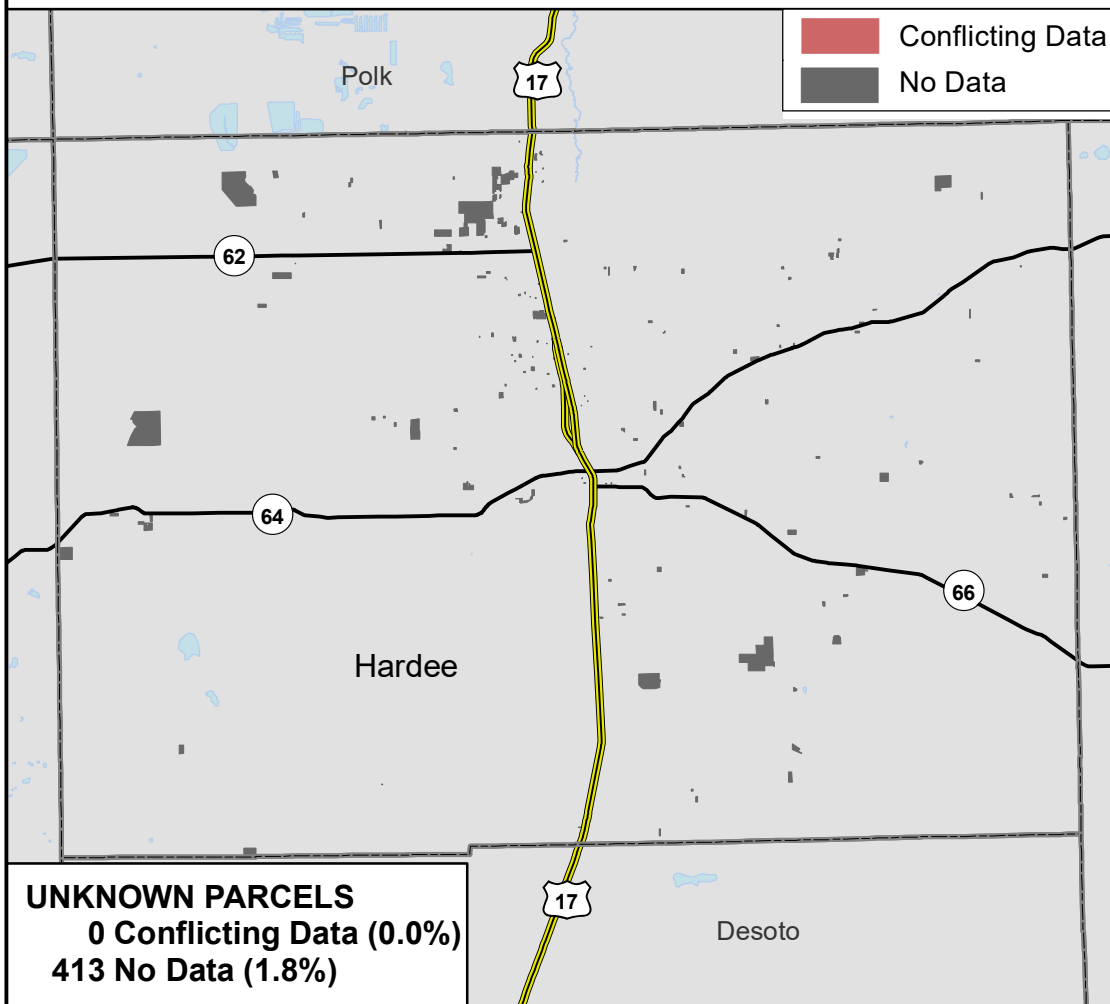 Conflicting Data
No Data
Polk
17
62
64
66
Hardee
17
Desoto
UNKNOWN PARCELS
0 Conflicting Data (0.0%)
413 No Data (1.8%)